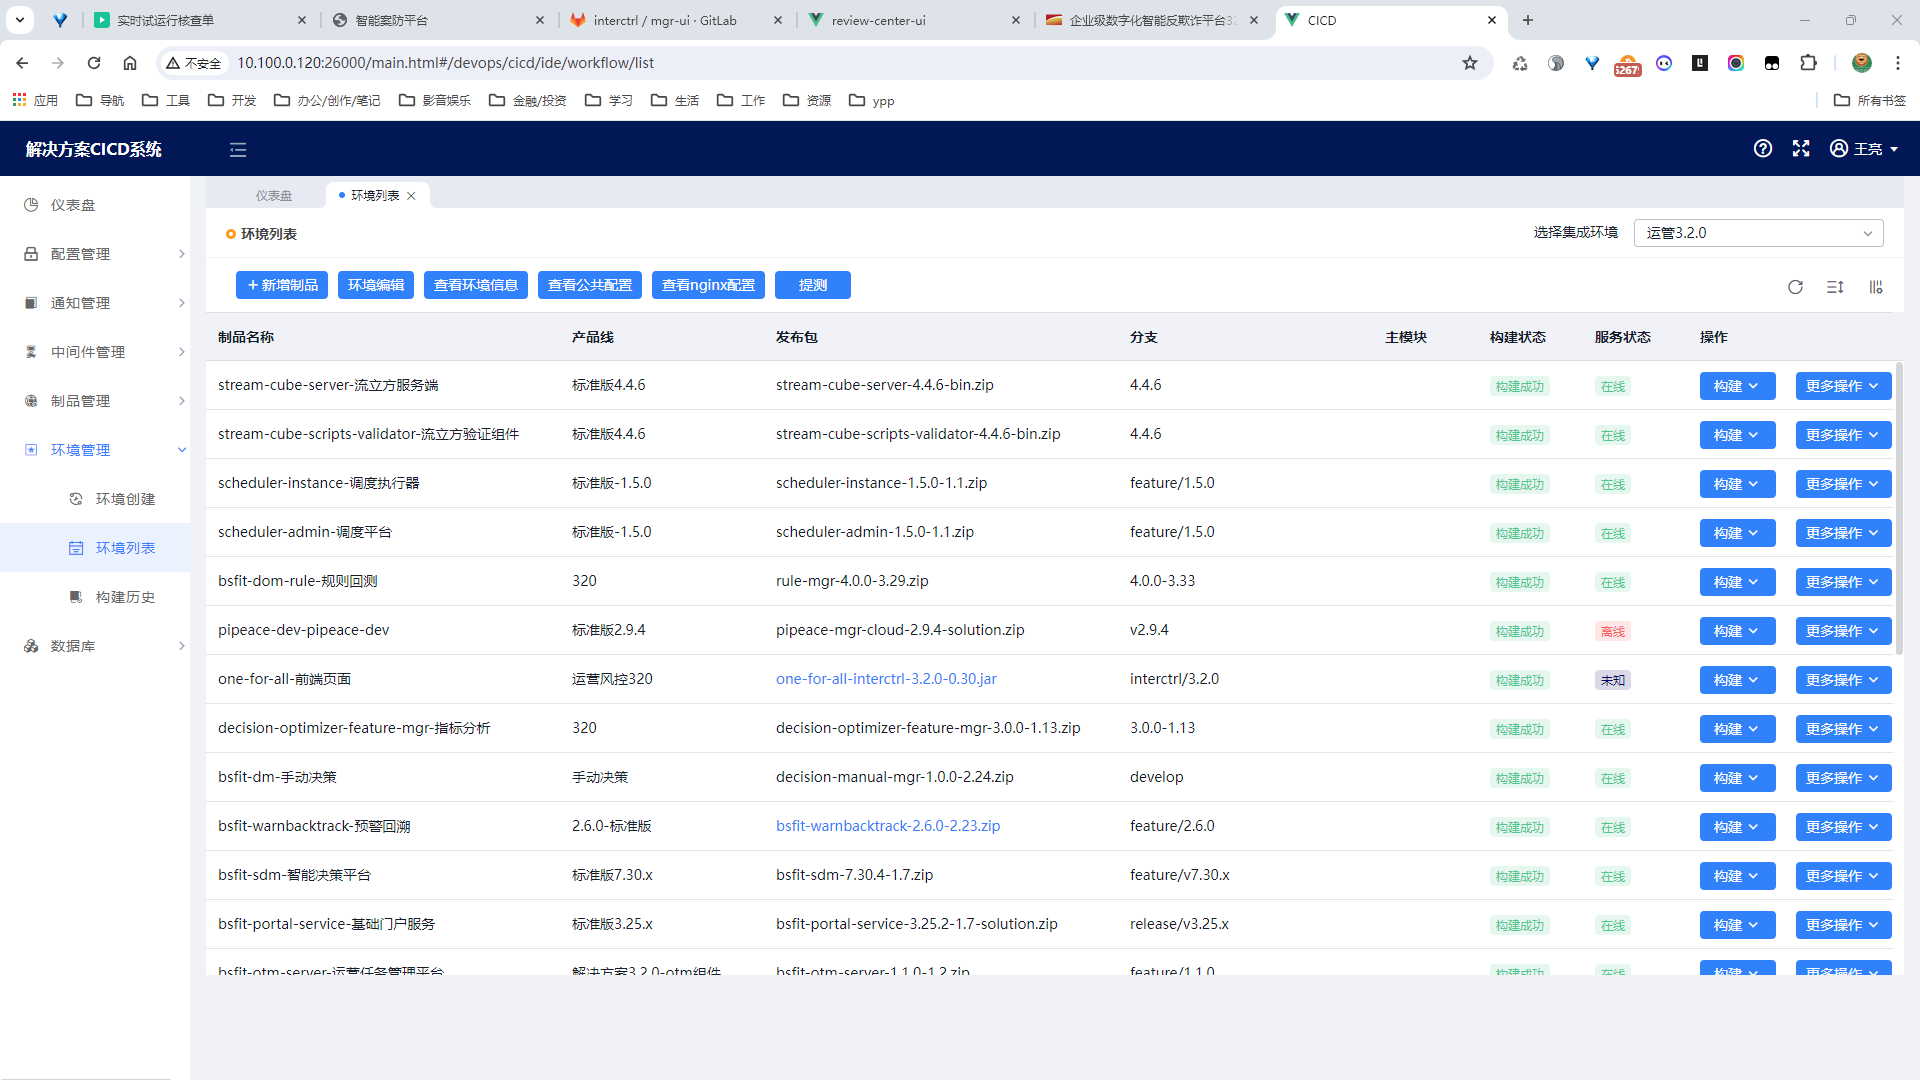 实时试运行核查单
智能案防平台
interctrl / mgr-ui · GitLab
review-center-ui
企业级数字化智能反欺诈平台
CICD
不安全
10.100.0.120:26000/main.html#/devops/cicd/ide/workflow/list
应用
导航
工具
开发
办公/创作/笔记
影音娱乐
金融/投资
学习
生活
工作
资源
ypp
所有书签
解决方案CICD系统
王亮
仪表盘
配置管理
通知管理
中间件管理
制品管理
环境管理
环境创建
环境列表
构建历史
数据库
仪表盘
环境列表
环境列表
选择集成环境 运管3.2.0
+ 新增制品 环境编辑 查看环境信息 查看公共配置 查看nginx配置 提测
制品名称 产品线 发布包 分支 主模块 构建状态 服务状态 操作
stream-cube-server-流立方服务端 标准版4.4.6 stream-cube-server-4.4.6-bin.zip 4.4.6 构建成功 在线 构建 更多操作
stream-cube-scripts-validator-流立方验证组件 标准版4.4.6 stream-cube-scripts-validator-4.4.6-bin.zip 4.4.6 构建成功 在线 构建 更多操作
scheduler-instance-调度执行器 标准版-1.5.0 scheduler-instance-1.5.0-1.1.zip feature/1.5.0 构建成功 在线 构建 更多操作
scheduler-admin-调度平台 标准版-1.5.0 scheduler-admin-1.5.0-1.1.zip feature/1.5.0 构建成功 在线 构建 更多操作
bsfit-dom-rule-规则回测 320 rule-mgr-4.0.0-3.29.zip 4.0.0-3.33 构建成功 在线 构建 更多操作
pipeace-dev-pipeace-dev 标准版2.9.4 pipeace-mgr-cloud-2.9.4-solution.zip v2.9.4 构建成功 离线 构建 更多操作
one-for-all-前端页面 运营风控320 one-for-all-interctrl-3.2.0-0.30.jar interctrl/3.2.0 构建成功 未知 构建 更多操作
decision-optimizer-feature-mgr-指标分析 320 decision-optimizer-feature-mgr-3.0.0-1.13.zip 3.0.0-1.13 构建成功 在线 构建 更多操作
bsfit-dm-手动决策 手动决策 decision-manual-mgr-1.0.0-2.24.zip develop 构建成功 在线 构建 更多操作
bsfit-warnbacktrack-预警回溯 2.6.0-标准版 bsfit-warnbacktrack-2.6.0-2.23.zip feature/2.6.0 构建成功 在线 构建 更多操作
bsfit-sdm-智能决策平台 标准版7.30.x bsfit-sdm-7.30.4-1.7.zip feature/v7.30.x 构建成功 在线 构建 更多操作
bsfit-portal-service-基础门户服务 标准版3.25.x bsfit-portal-service-3.25.2-1.7-solution.zip release/v3.25.x 构建成功 在线 构建 更多操作
bsfit-otm-server-运营任务管理平台 解决方案3.2.0-otm组件 bsfit-otm-server-1.1.0-1.2.zip feature/1.1.0 构建成功 在线 构建 更多操作